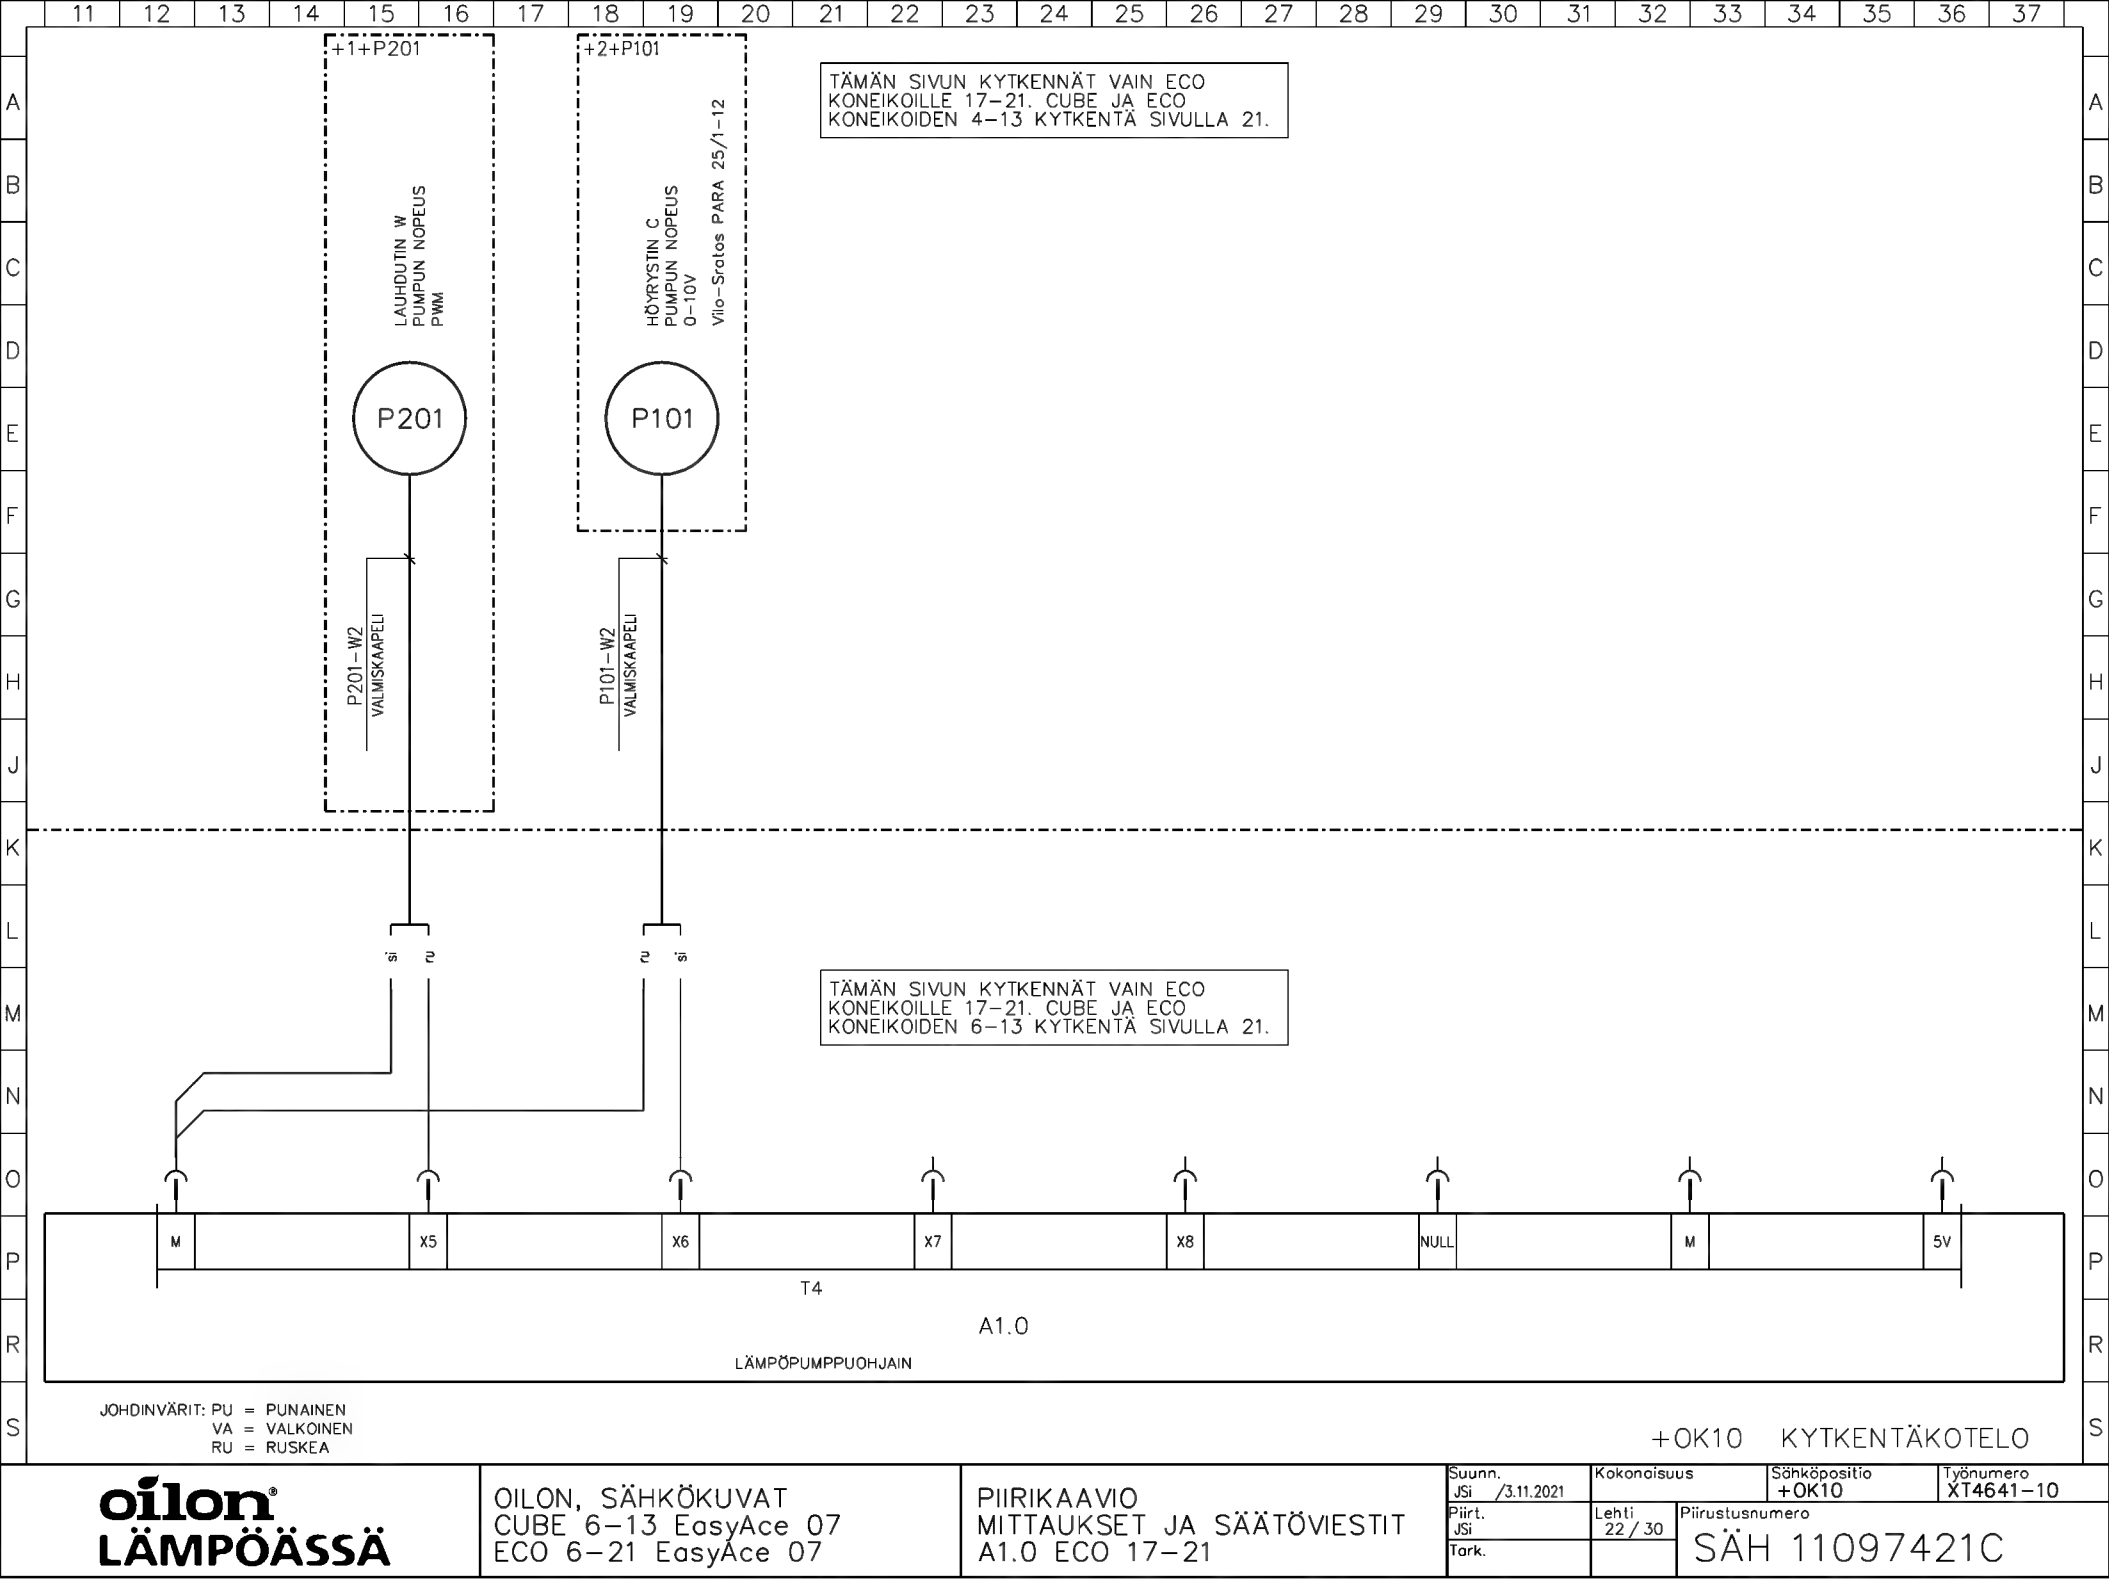 11 12 13 14 15 16 17 18 19 20 21 22 23 24 25 26 27 28 29 30 31 32 33 34 35 36 37
A A
B B
C C
D D
E E
F F
G G
H H
J J
K K
L L
M M
N N
O O
P P
R R
S S
+1+P201
LAUHDUTIN W
PUMPUN NOPEUS
PWM
P201
P201-W2
VALMISKAAPELI
+2+P101
HÖYRYSTIN C
PUMPUN NOPEUS
0-10V
Vilo-Sratos PARA 25/1-12
P101
P101-W2
VALMISKAAPELI
TÄMÄN SIVUN KYTKENNÄT VAIN ECO
KONEIKOILLE 17-21. CUBE JA ECO
KONEIKOIDEN 4-13 KYTKENTÄ SIVULLA 21.
TÄMÄN SIVUN KYTKENNÄT VAIN ECO
KONEIKOILLE 17-21. CUBE JA ECO
KONEIKOIDEN 6-13 KYTKENTÄ SIVULLA 21.
M X5 X6 X7 X8 NULL M 5V
T4
A1.0
LÄMPÖPUMPPUOHJAIN
JOHDINVÄRIT: PU = PUNAINEN
VA = VALKOINEN
RU = RUSKEA
+OK10 KYTKENTÄKOTELO
oilon®
LÄMPÖÄSSÄ
OILON, SÄHKÖKUVAT
CUBE 6-13 EasyAce 07
ECO 6-21 EasyAce 07
PIIRIKAAVIO
MITTAUKSET JA SÄÄTÖVIESTIT
A1.0 ECO 17-21
Suunn.
JSi /3.11.2021
Piirt.
JSi
Tark.
Kokonaisuus
Lehti
22 / 30
Sähköpositio
+OK10
Työnumero
XT4641-10
Piirustusnumero
SÄH 11097421C